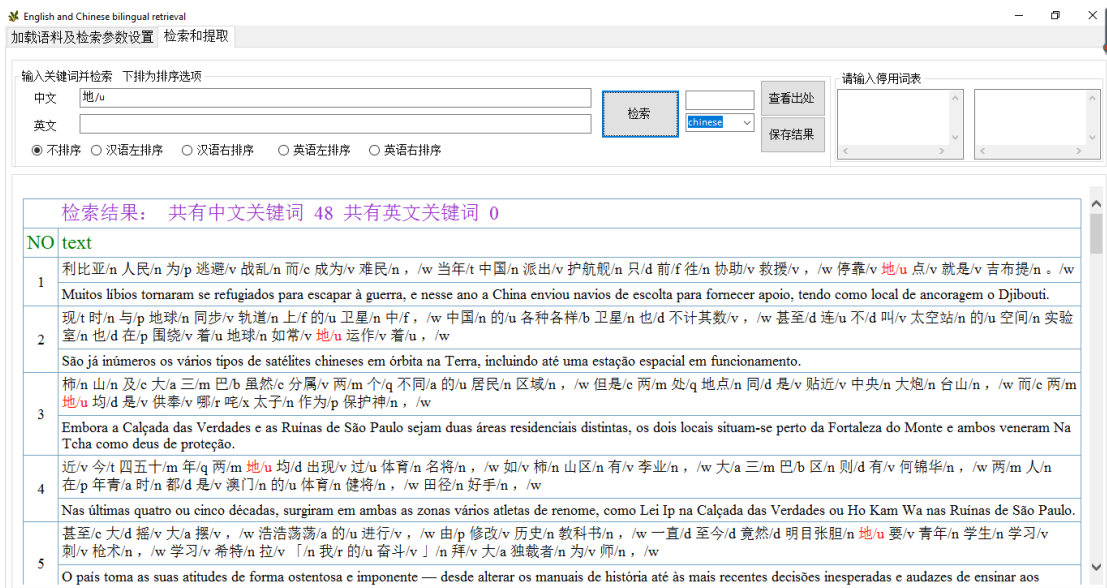 English and Chinese bilingual retrieval
加载语料及检索参数设置 检索和提取
输入关键词并检索 下排为排序选项
请输入停用词表
中文 地/u
英文
检索
chinese
查看出处
保存结果
不排序 汉语左排序 汉语右排序 英语左排序 英语右排序
检索结果： 共有中文关键词 48 共有英文关键词 0
NO text
1
利比亚/n 人民/n 为/p 逃避/v 战乱/n 而/c 成为/v 难民/n ，/w 当年/t 中国/n 派出/v 护航舰/n 只/d 前/f 往/n 协助/v 救援/v ，/w 停靠/v 地/u 点/v 就是/v 吉布提/n 。/w
Muitos líbios tornaram se refugiados para escapar à guerra, e nesse ano a China enviou navios de escolta para fornecer apoio, tendo como local de ancoragem o Djibouti.
2
现/t 时/n 与/p 地球/n 同步/v 轨道/n 上/f 的/u 卫星/n 中/f ，/w 中国/n 的/u 各种各样/b 卫星/n 也/d 不计其数/v ，/w 甚至/d 连/u 不/d 叫/v 太空站/n 的/u 空间/n 实验
室/n 也/d 在/p 围绕/v 着/u 地球/n 如常/v 地/u 运作/v 着/u ，/w
São já inúmeros os vários tipos de satélites chineses em órbita na Terra, incluindo até uma estação espacial em funcionamento.
3
柿/n 山/n 及/c 大/a 三/m 巴/b 虽然/c 分属/v 两/m 个/q 不同/a 的/u 居民/n 区域/n ，/w 但是/c 两/m 处/q 地点/n 同/d 是/v 贴近/v 中央/n 大炮/n 台山/n ，/w 而/c 两/m
地/u 均/d 是/v 供奉/v 哪/r 吒/x 太子/n 作为/p 保护神/n ，/w
Embora a Calçada das Verdades e as Ruínas de São Paulo sejam duas áreas residenciais distintas, os dois locais situam-se perto da Fortaleza do Monte e ambos veneram Na
Tcha como deus de proteção.
4
近/v 今/t 四五十/m 年/q 两/m 地/u 均/d 出现/v 过/u 体育/n 名将/n ，/w 如/v 柿/n 山区/n 有/v 李业/n ，/w 大/a 三/m 巴/b 区/n 则/d 有/v 何锦华/n ，/w 两/m 人/n
在/p 年青/a 时/n 都/d 是/v 澳门/n 的/u 体育/n 健将/n ，/w 田径/n 好手/n ，/w
Nas últimas quatro ou cinco décadas, surgiram em ambas as zonas vários atletas de renome, como Lei Ip na Calçada das Verdades ou Ho Kam Wa nas Ruínas de São Paulo.
5
甚至/c 大/d 摇/v 大/a 摆/v ，/w 浩浩荡荡/a 的/u 进行/v ，/w 由/p 修改/v 历史/n 教科书/n ，/w 一直/d 至今/d 竟然/d 明目张胆/n 地/u 要/v 青年/n 学生/n 学习/v
刺/v 枪术/n ，/w 学习/v 希特/n 拉/v 「/n 我/r 的/u 奋斗/v 」/n 拜/v 大/a 独裁者/n 为/v 师/n ，/w
O país toma as suas atitudes de forma ostentosa e imponente — desde alterar os manuais de história até às mais recentes decisões inesperadas e audazes de ensinar aos